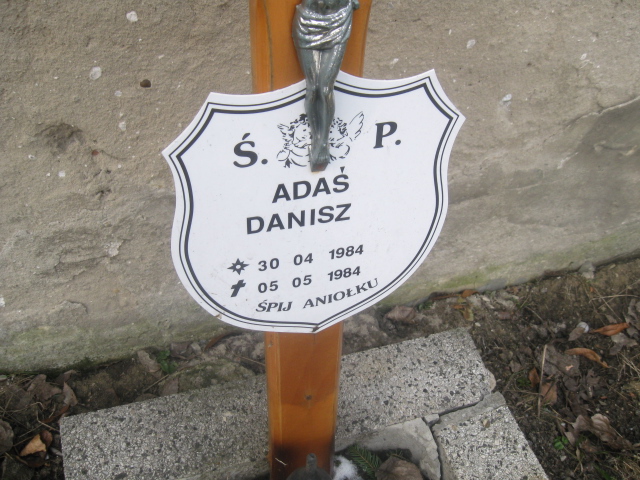 Ś. P.
ADAŚ
DANISZ
30 04 1984
05 05 1984
ŚPIJ ANIOŁKU